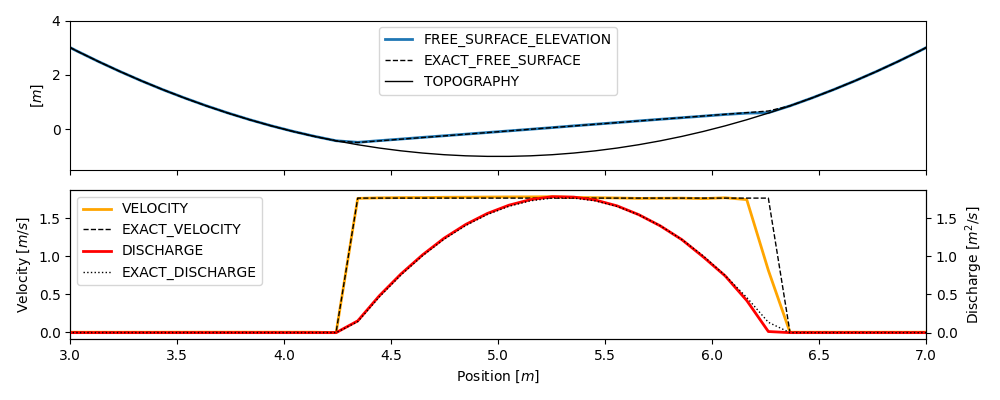 4
2
0
[m]
FREE_SURFACE_ELEVATION
EXACT_FREE_SURFACE
TOPOGRAPHY
1.5
1.0
0.5
0.0
Velocity [m/s]
VELOCITY
EXACT_VELOCITY
DISCHARGE
EXACT_DISCHARGE
1.5
1.0
0.5
0.0
Discharge [m²/s]
3.0 3.5 4.0 4.5 5.0 5.5 6.0 6.5 7.0
Position [m]